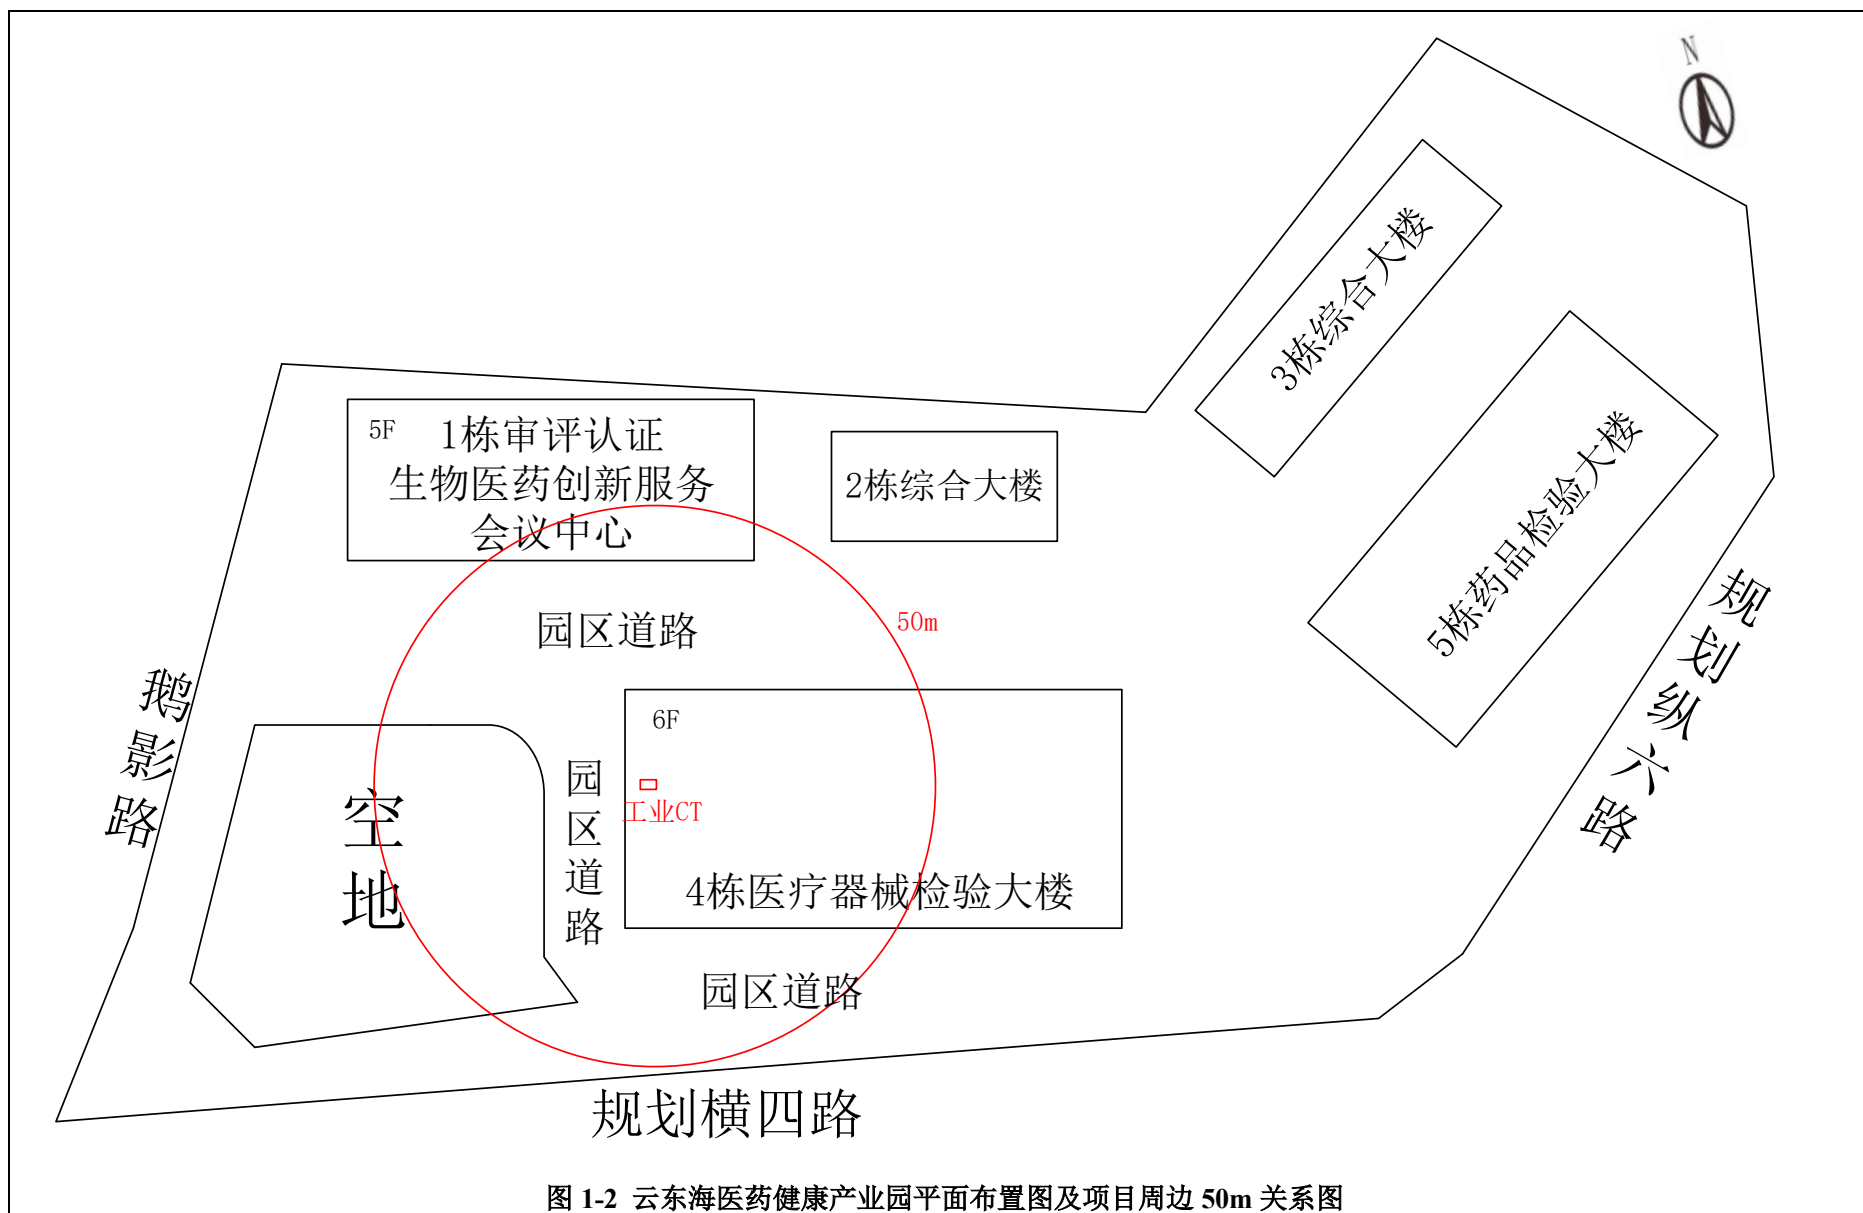 N
3栋综合大楼
5F
1栋审评认证
生物医药创新服务
会议中心
2栋综合大楼
5栋药品检验大楼
园区道路
50m
规划纵六路
鹅影路
6F
工业CT
空地
园区道路
4栋医疗器械检验大楼
园区道路
规划横四路
图 1-2 云东海医药健康产业园平面布置图及项目周边 50m 关系图